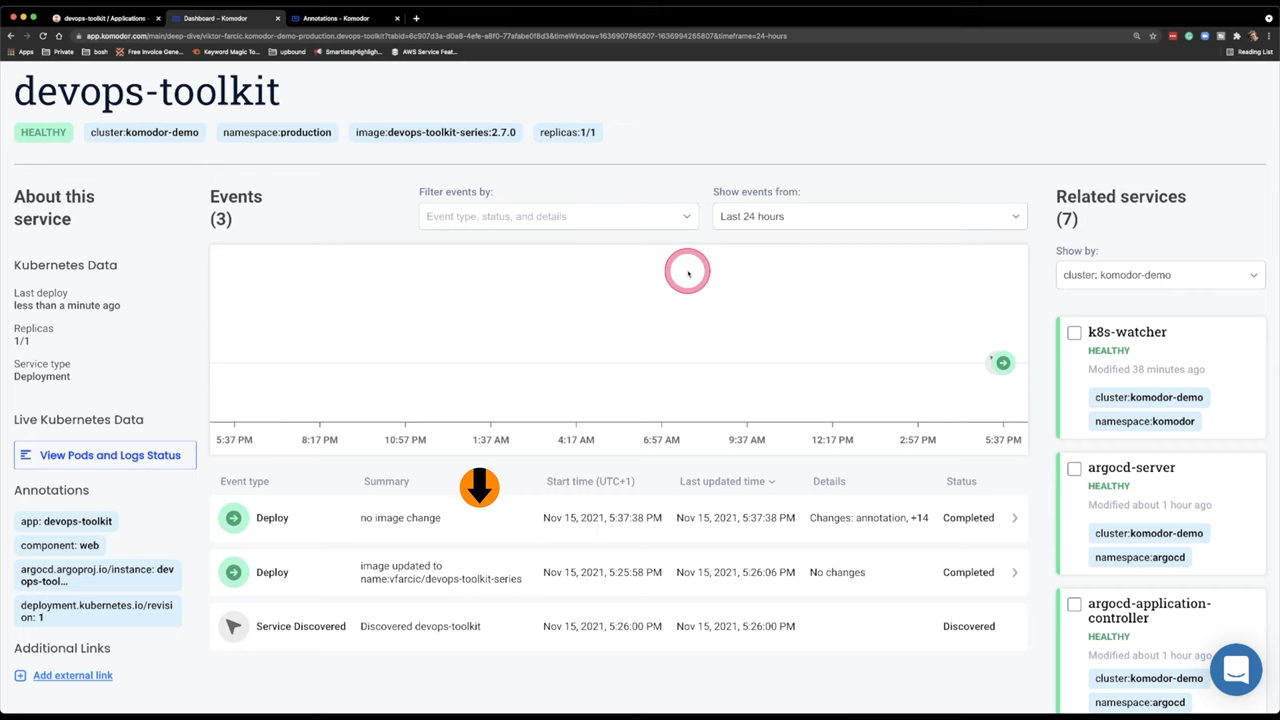 devops-toolkit / Applications -
Dashboard - Komodor
Annotations - Komodor
app.komodor.com/main/deep-dive/viktor-farcic.komodor-demo-production.devops-toolkit?tabid=6c907d3a-d0a8-4efe-a8f0-77afabe0f8d3&timeWindow=1636907865807-1636994265807&timeframe=24-hours
Apps
Private
bosh
Free Invoice Gene...
Keyword Magic To...
upbound
Smartists|Highligh...
AWS Service Feat...
Reading List
devops-toolkit
HEALTHY
cluster:komodor-demo
namespace:production
image:devops-toolkit-series:2.7.0
replicas:1/1
About this
service
Kubernetes Data
Last deploy
less than a minute ago
Replicas
1/1
Service type
Deployment
Live Kubernetes Data
View Pods and Logs Status
Annotations
app: devops-toolkit
component: web
argocd.argoproj.io/instance: dev
ops-tool...
deployment.kubernetes.io/revisi
on: 1
Additional Links
Add external link
Events
(3)
Filter events by:
Event type, status, and details
Show events from:
Last 24 hours
5:37 PM 8:17 PM 10:57 PM 1:37 AM 4:17 AM 6:57 AM 9:37 AM 12:17 PM 2:57 PM 5:37 PM
Event type Summary Start time (UTC+1) Last updated time Details Status
Deploy no image change Nov 15, 2021, 5:37:38 PM Nov 15, 2021, 5:37:38 PM Changes: annotation, +14 Completed
Deploy image updated to
name:vfarcic/devops-toolkit-series Nov 15, 2021, 5:25:58 PM Nov 15, 2021, 5:26:06 PM No changes Completed
Service Discovered Discovered devops-toolkit Nov 15, 2021, 5:26:00 PM Nov 15, 2021, 5:26:00 PM Discovered
Related services
(7)
Show by:
cluster: komodor-demo
k8s-watcher
HEALTHY
Modified 38 minutes ago
cluster:komodor-demo
namespace:komodor
argocd-server
HEALTHY
Modified about 1 hour ago
cluster:komodor-demo
namespace:argocd
argocd-application-
controller
HEALTHY
Modified about 1 hour ago
cluster:komodor-demo
namespace:argocd